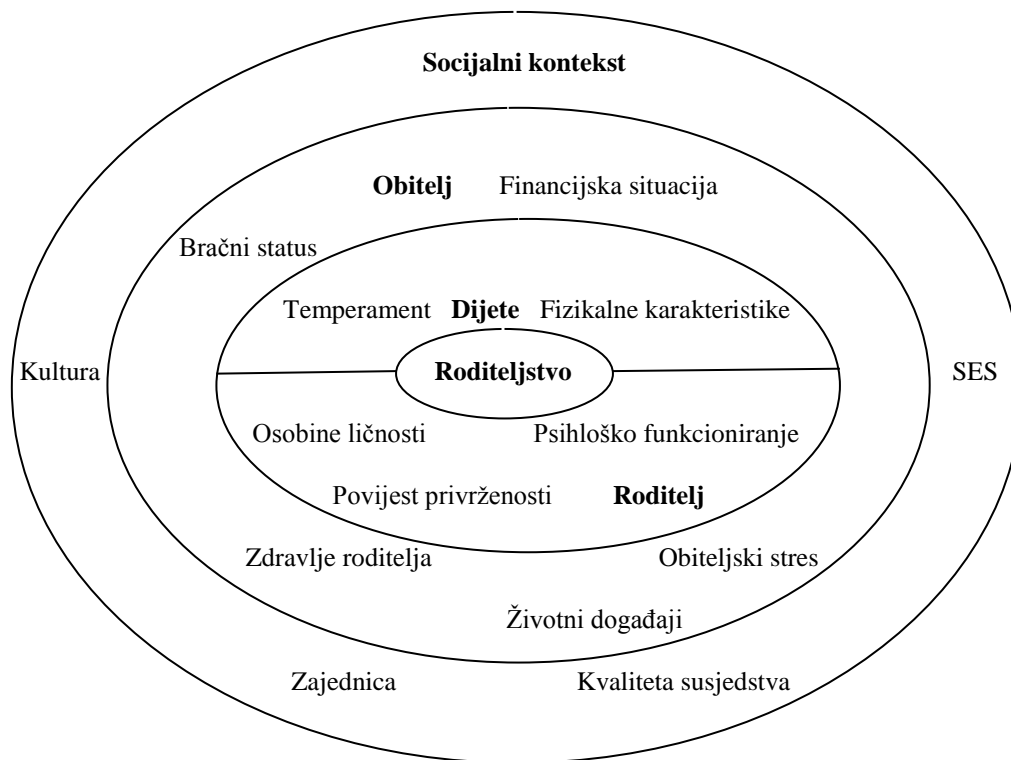 Socijalni kontekst
Obitelj Financijska situacija
Bračni status
Temperament Dijete Fizikalne karakteristike
Kultura Roditeljstvo SES
Osobine ličnosti Psihloško funkcioniranje
Povijest privrženosti Roditelj
Zdravlje roditelja Obiteljski stres
Životni događaji
Zajednica Kvaliteta susjedstva